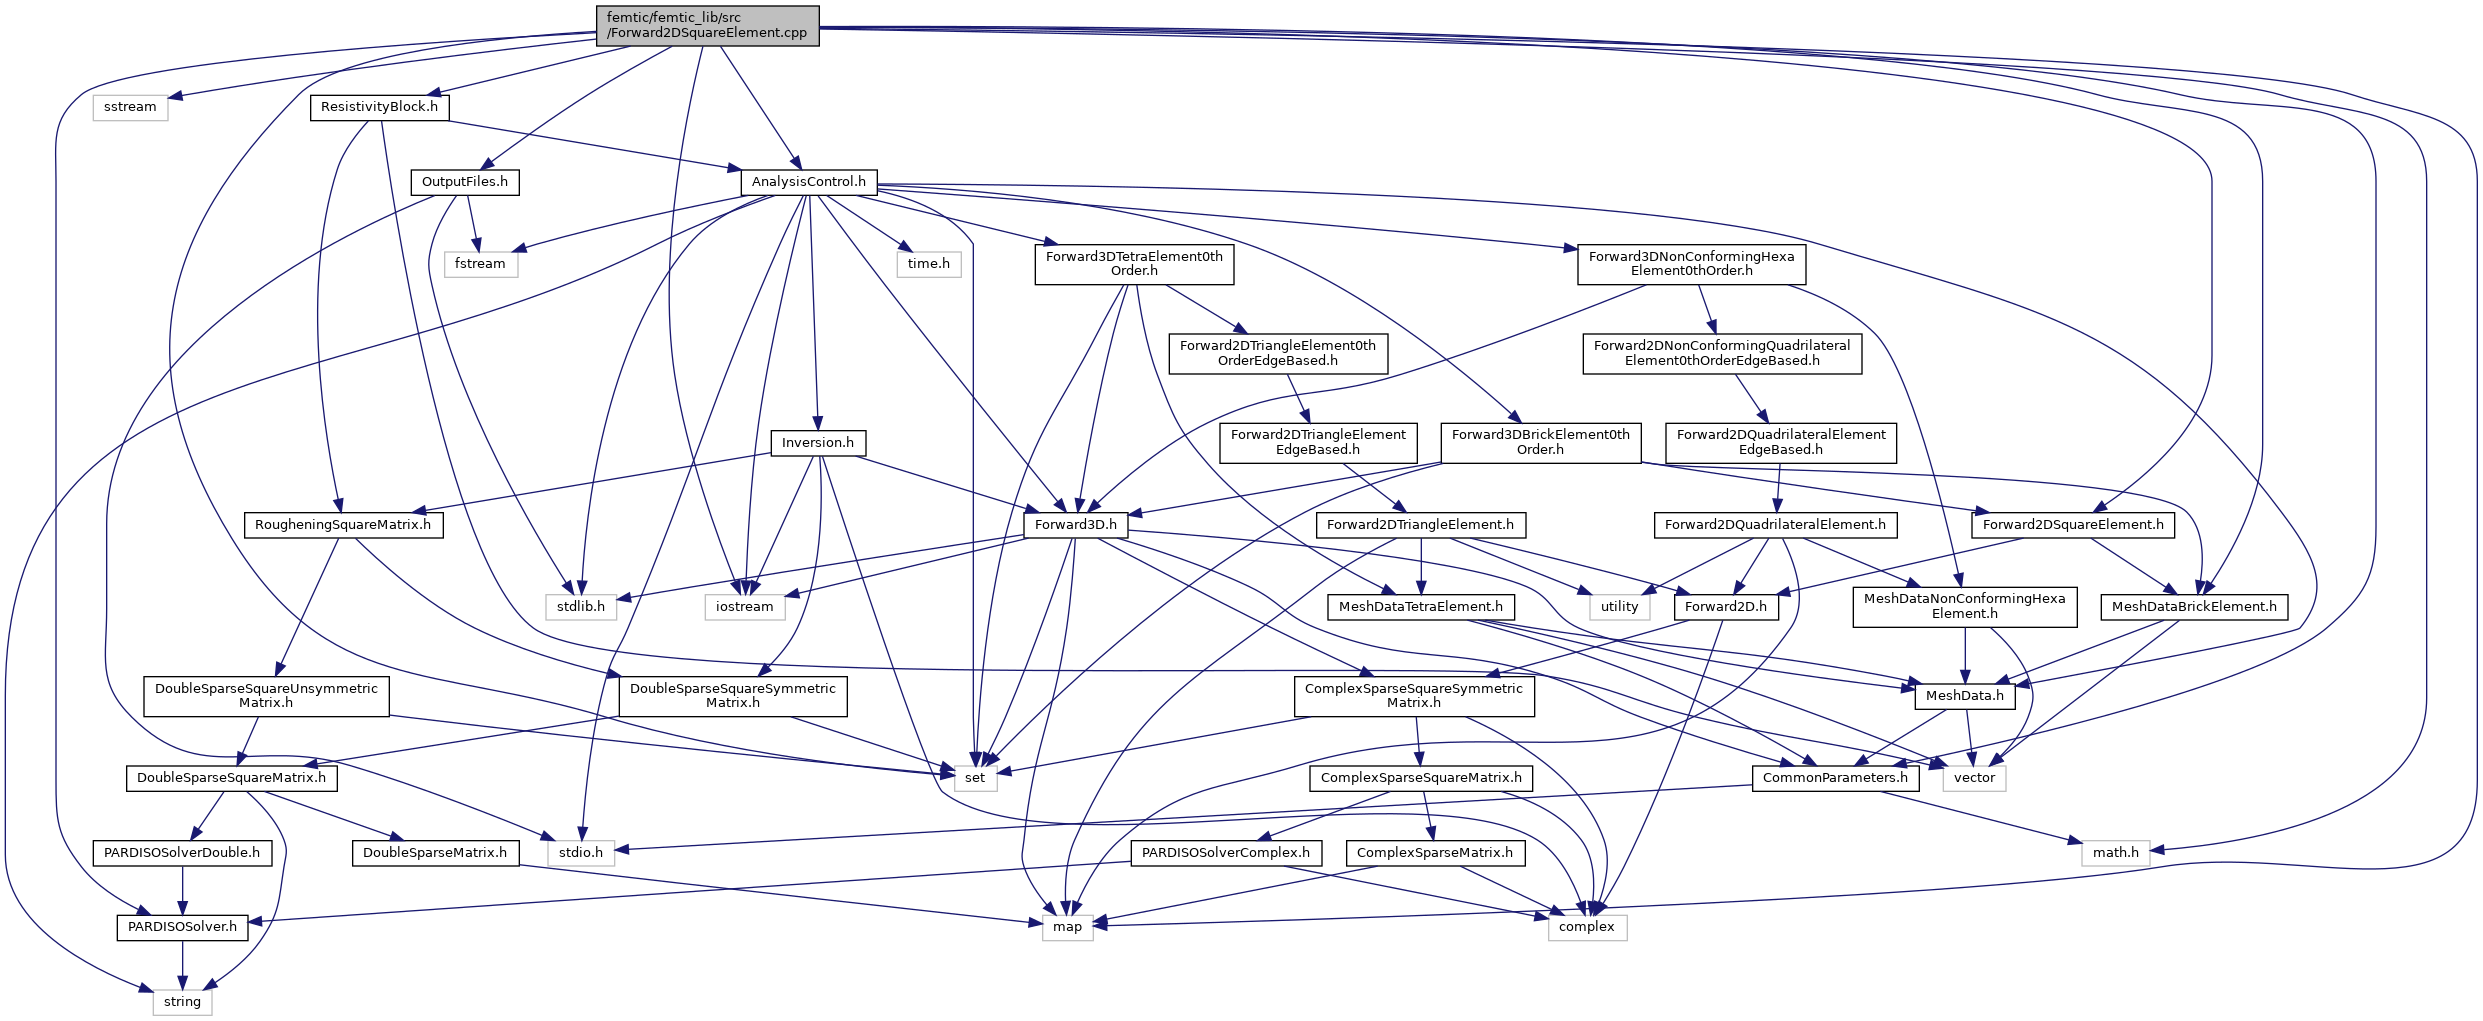 femtic/femtic_lib/src
/Forward2DSquareElement.cpp
sstream
ResistivityBlock.h
OutputFiles.h
AnalysisControl.h
fstream
time.h
Forward3DTetraElement0th
Order.h
Forward3DNonConformingHexa
Element0thOrder.h
Forward2DTriangleElement0th
OrderEdgeBased.h
Forward2DNonConformingQuadrilateral
Element0thOrderEdgeBased.h
Inversion.h
Forward2DTriangleElement
EdgeBased.h
Forward3DBrickElement0th
Order.h
Forward2DQuadrilateralElement
EdgeBased.h
RougheningSquareMatrix.h
Forward3D.h
Forward2DTriangleElement.h
Forward2DQuadrilateralElement.h
Forward2DSquareElement.h
stdlib.h
iostream
MeshDataTetraElement.h
utility
Forward2D.h
MeshDataNonConformingHexa
Element.h
MeshDataBrickElement.h
DoubleSparseSquareUnsymmetric
Matrix.h
DoubleSparseSquareSymmetric
Matrix.h
ComplexSparseSquareSymmetric
Matrix.h
MeshData.h
DoubleSparseSquareMatrix.h
set
ComplexSparseSquareMatrix.h
CommonParameters.h
vector
PARDISOSolverDouble.h
DoubleSparseMatrix.h
stdio.h
PARDISOSolverComplex.h
ComplexSparseMatrix.h
math.h
PARDISOSolver.h
map
complex
string